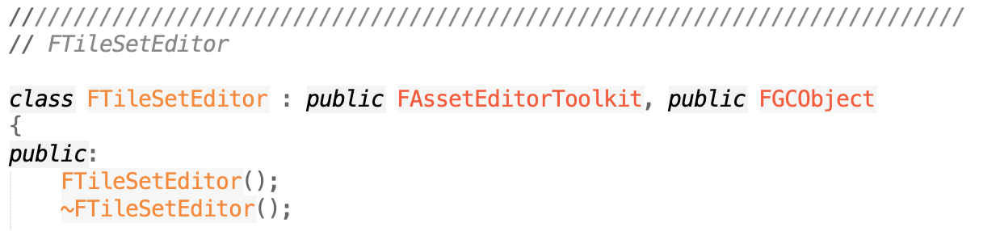 //////////////////////////////////////////////////////////////////////////
// FTileSetEditor
class FTileSetEditor : public FAssetEditorToolkit, public FGCObject
{
public:
FTileSetEditor();
~FTileSetEditor();